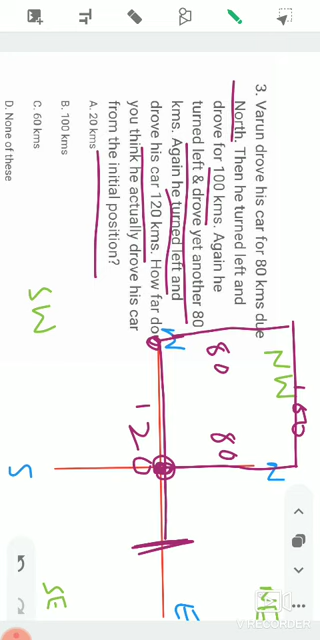 3. Varun drove his car for 80 kms due
North. Then he turned left and
drove for 100 kms. Again he
turned left & drove yet another 80
kms. Again he turned left and
drove his car 120 kms. How far do
you think he actually drove his car
from the initial position?
A. 20 kms
B. 100 kms
C. 60 kms
D. None of these
NW
N
NE
100
80
80
W
120
E
SW
S
SE
RECORDER